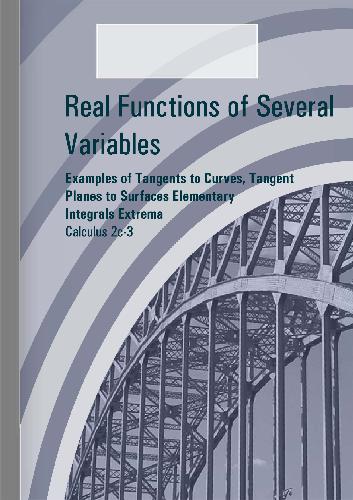 Real Functions of Several
Variables
Examples of Tangents to Curves, Tangent
Planes to Surfaces Elementary
Integrals Extrema
Calculus 2c-3